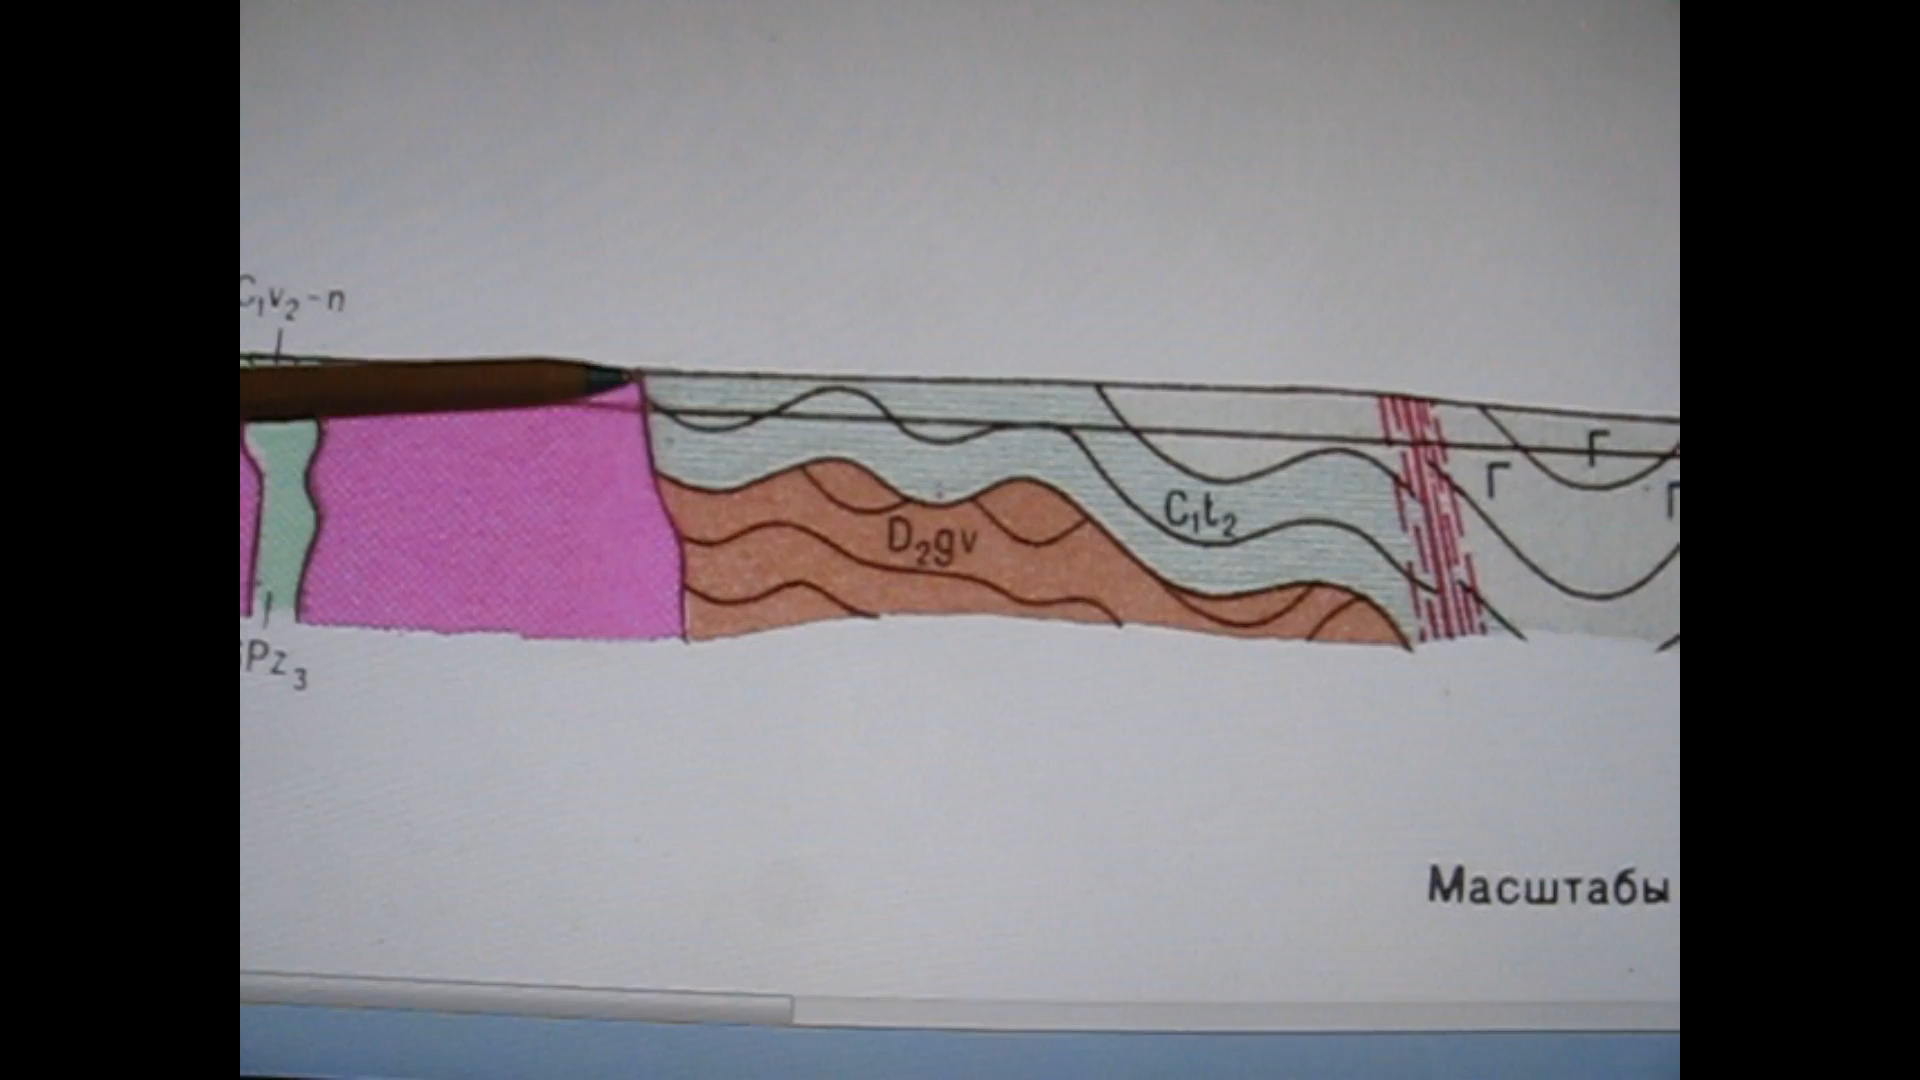 C₁v₂-n
Г
Г
Г
C₁t₂
D₂gv
Pz₃
Масштабы